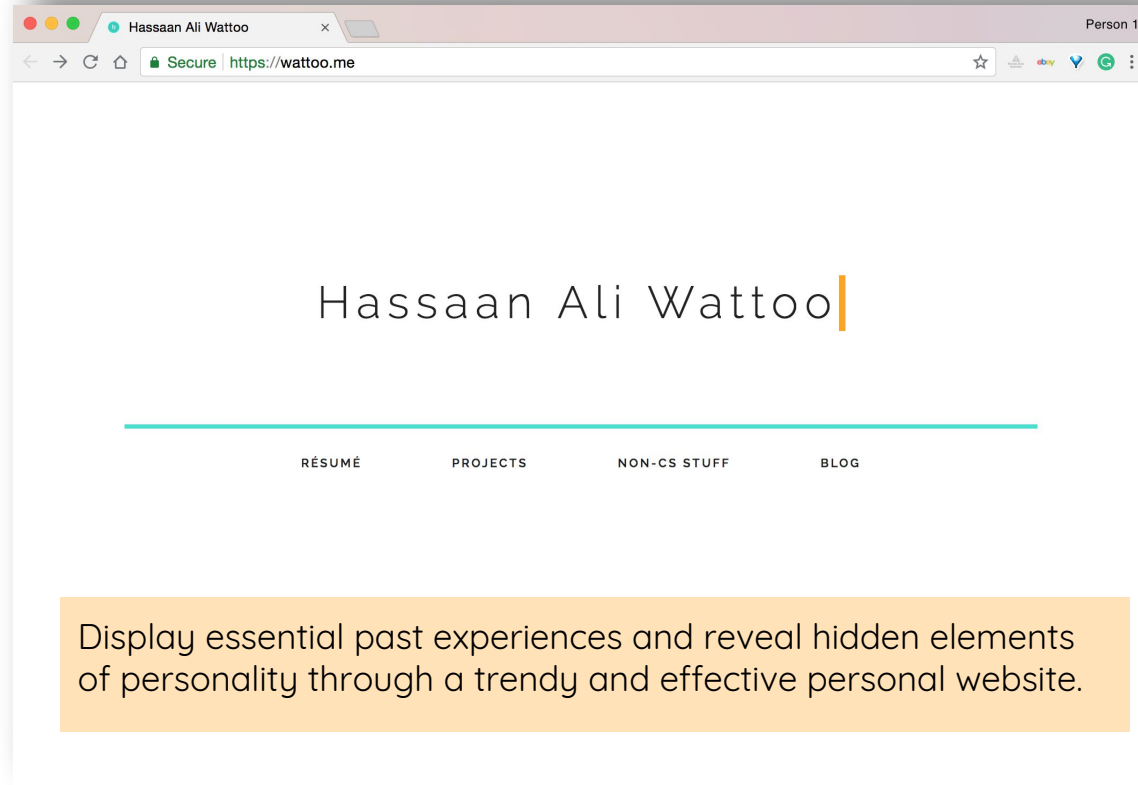 Hassaan Ali Wattoo
Person 1
Secure https://wattoo.me
ebay
G
Hassaan Ali Wattoo
RÉSUMÉ PROJECTS NON-CS STUFF BLOG
Display essential past experiences and reveal hidden elements
of personality through a trendy and effective personal website.